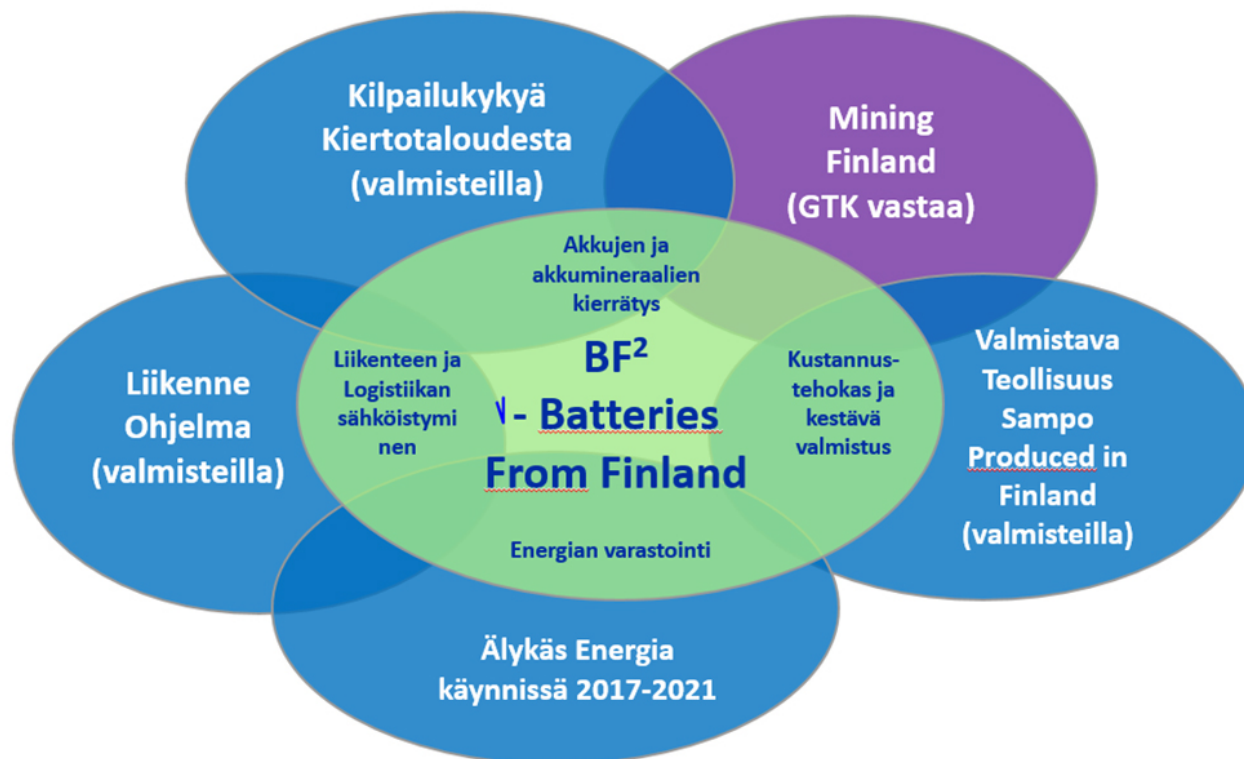 Kilpailukykyä
Kiertotaloudesta
(valmisteilla)
Mining
Finland
(GTK vastaa)
Akkujen ja
akkumineraalien
kierrätys
Liikenne
Ohjelma
(valmisteilla)
Liikenteen ja
Logistiikan
sähköistymi
nen
BF²
- Batteries
From Finland
Kustannus-
tehokas ja
kestävä
valmistus
Valmistava
Teollisuus
Sampo
Produced in
Finland
(valmisteilla)
Energian varastointi
Älykäs Energia
käynnissä 2017-2021